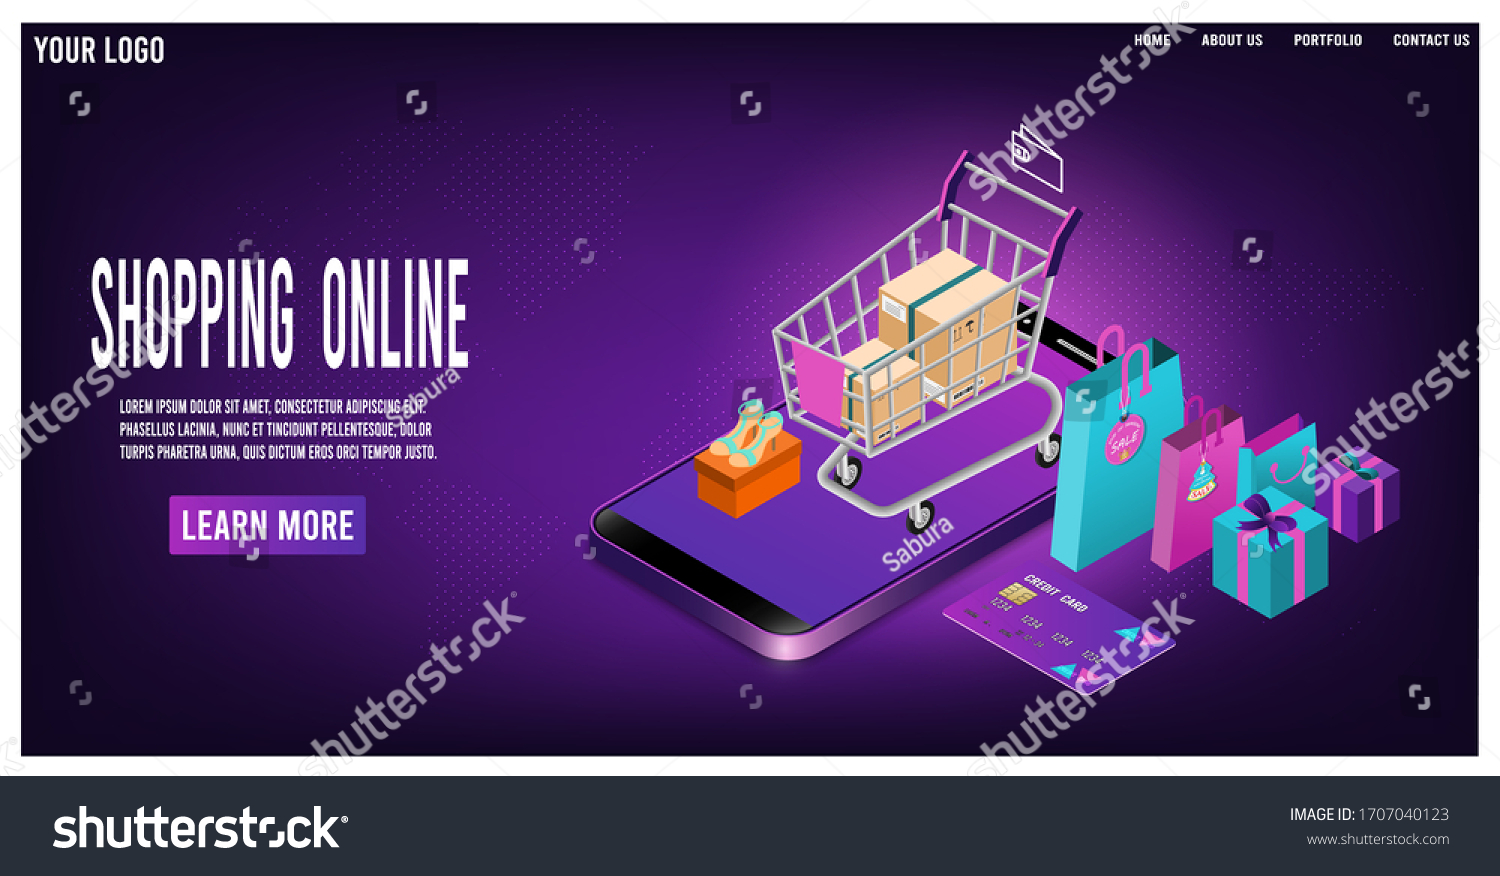 YOUR LOGO
HOME ABOUT US PORTFOLIO CONTACT US
SHOPPING ONLINE
LOREM IPSUM DOLOR SIT AMET, CONSECTETUR ADIPISCING ELIT.
PHASELLUS LACINIA, NUNC ET TINCIDUNT PELLENTESQUE, DOLOR
TURPIS PHARETRA URNA, QUIS DICTUM EROS ORCI TEMPOR JUSTO.
LEARN MORE
SALE
SALE
CREDIT CARD
1234 1234 1234 1234
shutterstock
shutterstock
shutterstock
shutterstock
shutterstock
Sabura
Sabura
shutterstock
IMAGE ID: 1707040123
www.shutterstock.com